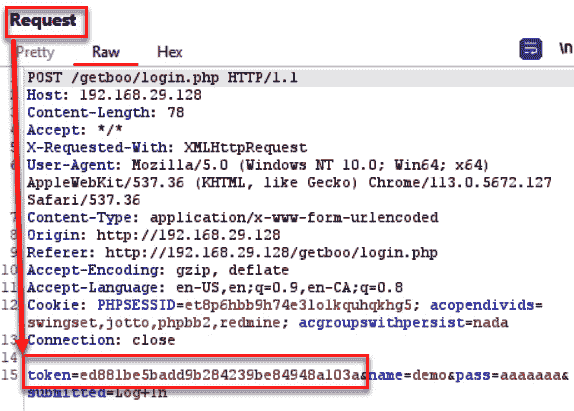 Request
Pretty Raw Hex \n
POST /getboo/login.php HTTP/1.1
2 Host: 192.168.29.128
3 Content-Length: 78
4 Accept: */*
5 X-Requested-With: XMLHttpRequest
6 User-Agent: Mozilla/5.0 (Windows NT 10.0; Win64; x64)
AppleWebKit/537.36 (KHTML, like Gecko) Chrome/113.0.5672.127
Safari/537.36
7 Content-Type: application/x-www-form-urlencoded
8 Origin: http://192.168.29.128
9 Referer: http://192.168.29.128/getboo/login.php
10 Accept-Encoding: gzip, deflate
11 Accept-Language: en-US,en;q=0.9,en-CA;q=0.8
12 Cookie: PHPSESSID=et8p6hbb9h74e3lolkquhqkhg5; acopendivids=
swingset,jotto,phpbb2,redmine; acgroupswithpersist=nada
13 Connection: close
14
15 token=ed881be5badd9b284239be84948a103a&name=demo&pass=aaaaaaa&
submitted=Log+In